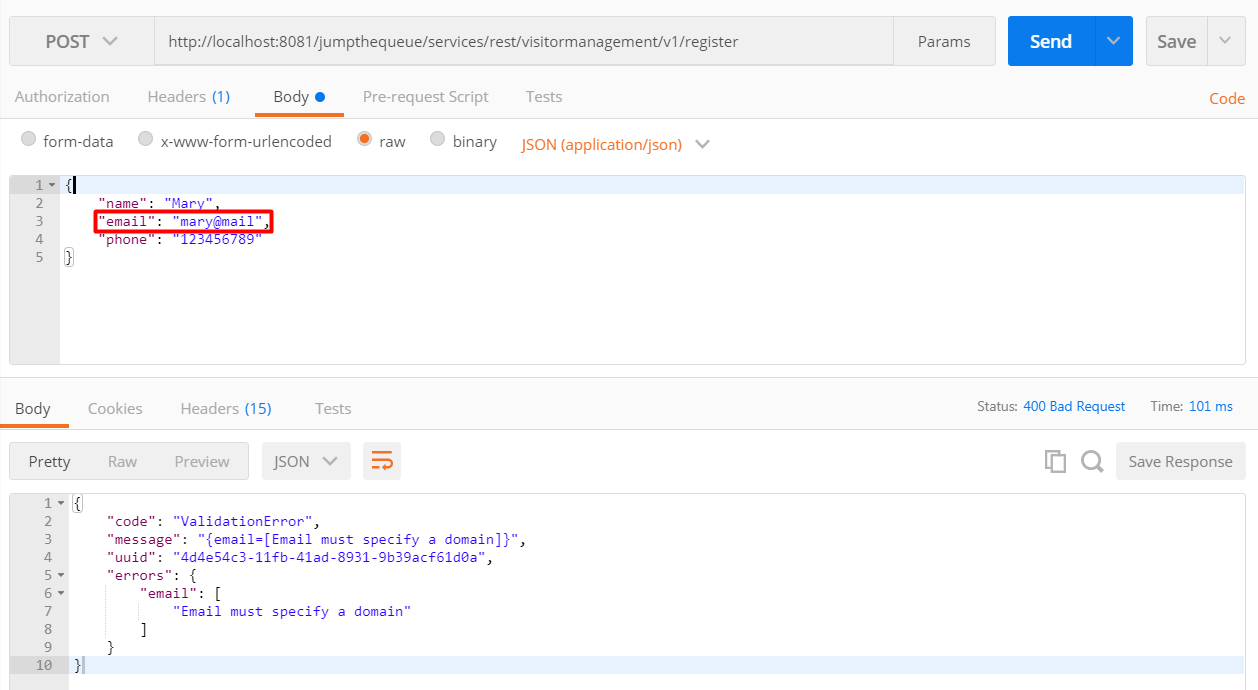 POST http://localhost:8081/jumpthequeue/services/rest/visitormanagement/v1/register Params Send Save
Authorization Headers (1) Body Pre-request Script Tests Code
form-data x-www-form-urlencoded raw binary JSON (application/json)
1 {
2 "name": "Mary",
3 "email": "mary@mail",
4 "phone": "123456789"
5 }
Body Cookies Headers (15) Tests Status: 400 Bad Request Time: 101 ms
Pretty Raw Preview JSON Save Response
1 {
2 "code": "ValidationError",
3 "message": "{email=[Email must specify a domain]}",
4 "uuid": "4d4e54c3-11fb-41ad-8931-9b39acf61d0a",
5 "errors": {
6 "email": [
7 "Email must specify a domain"
8 ]
9 }
10 }